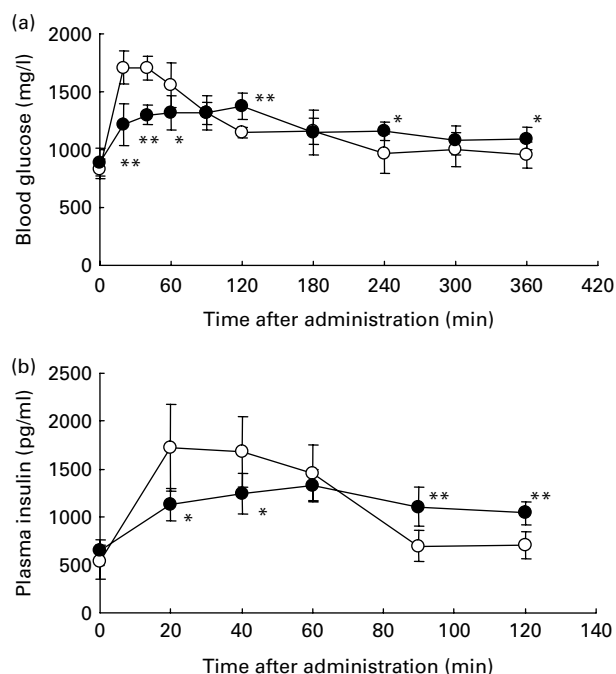 (a)
2000
1500
1000
500
0
Blood glucose (mg/l)
** ** * ** * *
0 60 120 180 240 300 360 420
Time after administration (min)
(b)
2500
2000
1500
1000
500
0
Plasma insulin (pg/ml)
* * ** **
0 20 40 60 80 100 120 140
Time after administration (min)